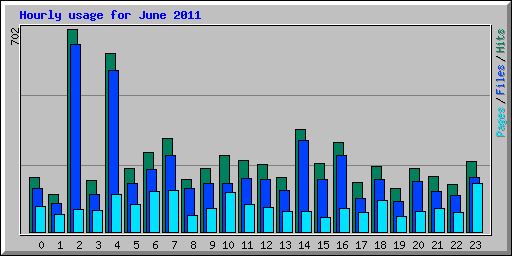 Hourly usage for June 2011
702
Pages/Files/Hits
0 1 2 3 4 5 6 7 8 9 10 11 12 13 14 15 16 17 18 19 20 21 22 23